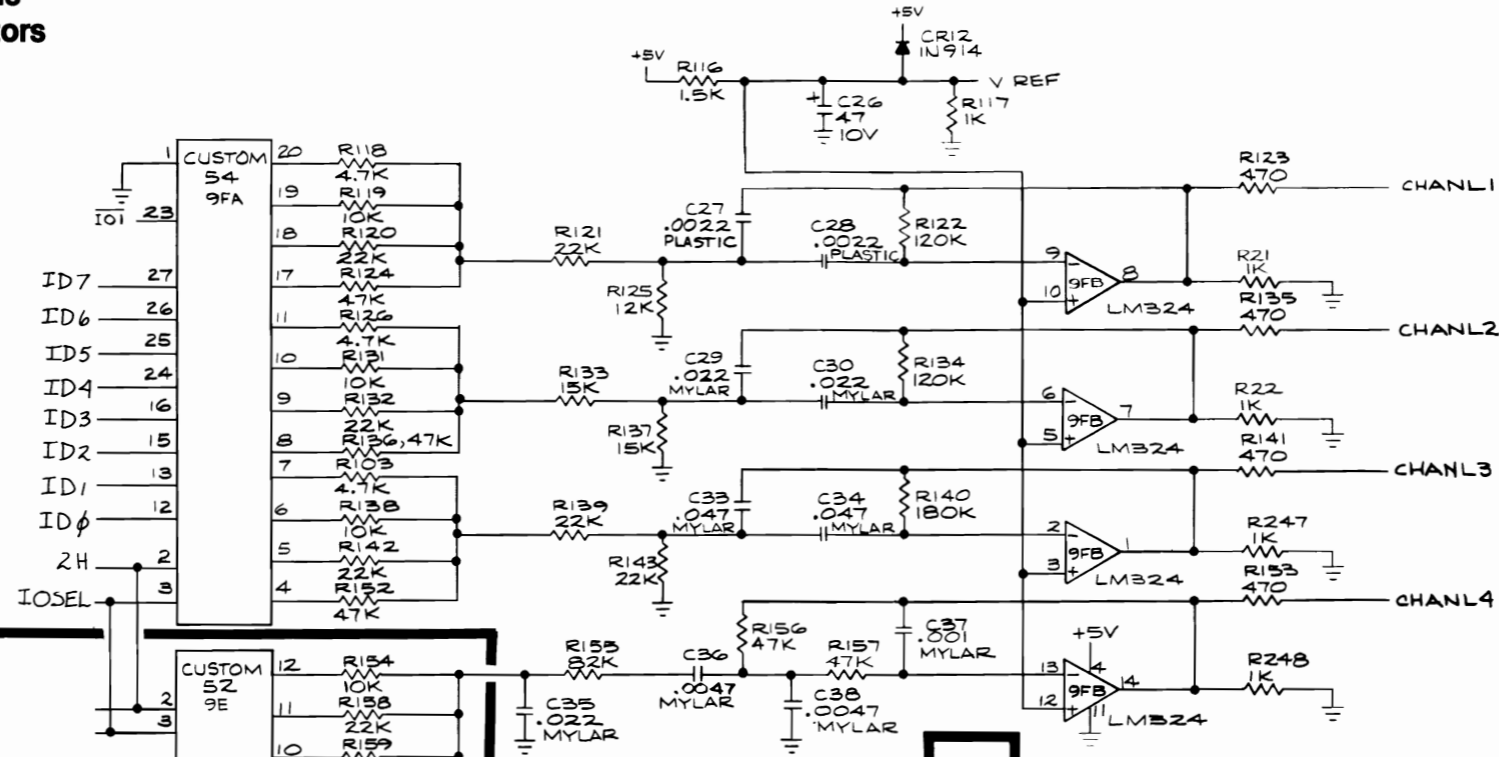 tors
+5V
CR12
IN914
+5V
R116
1.5K
V REF
+
C26
47
10V
R117
1K
1
CUSTOM
54
9FA
20
R118
4.7K
19
R119
10K
IO1
23
18
R120
22K
17
R124
47K
ID7
27
11
R126
4.7K
ID6
26
10
R131
10K
ID5
25
9
R132
22K
ID4
24
8
R136, 47K
ID3
16
7
R103
4.7K
ID2
15
6
R138
10K
ID1
13
5
R142
22K
IDϕ
12
4
R152
47K
2H
2
IOSEL
3
R121
22K
R125
12K
C27
.0022
PLASTIC
C28
.0022
PLASTIC
R122
120K
9
-
10
+
9FB
8
LM324
R123
470
CHANL1
R21
1K
R133
15K
R137
15K
C29
.022
MYLAR
C30
.022
MYLAR
R134
120K
6
-
5
+
9FB
7
LM324
R135
470
CHANL2
R22
1K
R139
22K
R143
22K
C33
.047
MYLAR
C34
.047
MYLAR
R140
180K
2
-
3
+
9FB
1
LM324
R141
470
CHANL3
R247
1K
R153
470
CHANL4
CUSTOM
52
9E
2
3
12
R154
10K
11
R158
22K
10
R159
C35
.022
MYLAR
R155
82K
C36
.0047
MYLAR
R156
47K
R157
47K
C38
.0047
MYLAR
C37
.001
MYLAR
+5V
4
13
-
12
+
9FB
14
11
LM324
R248
1K